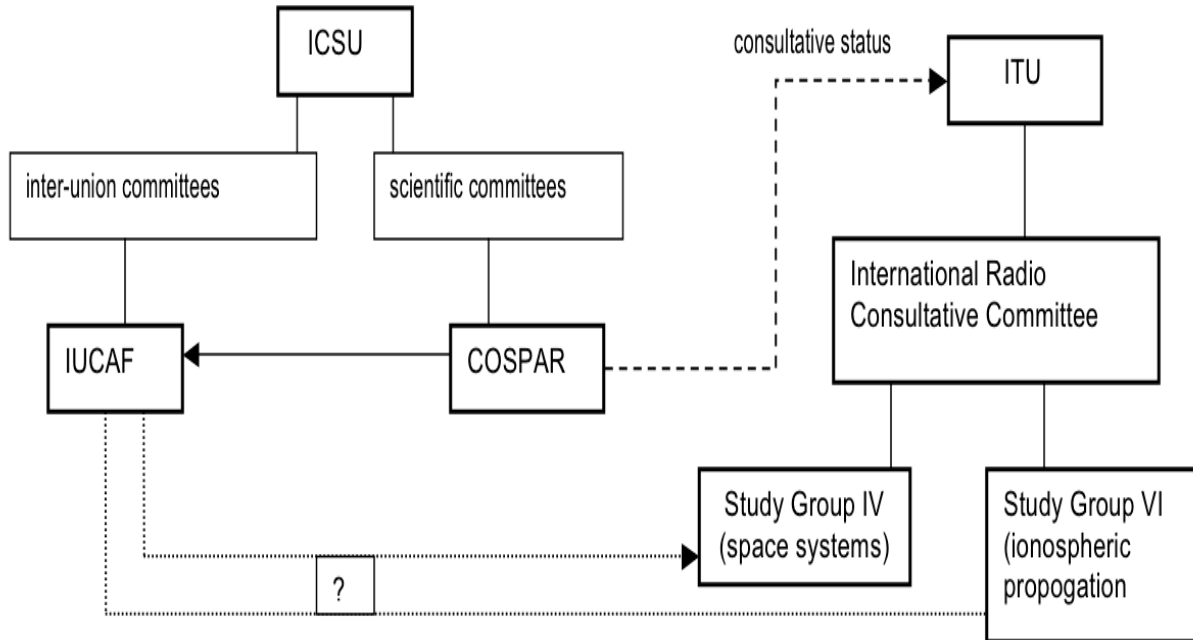 ICSU
consultative status
ITU
inter-union committees
scientific committees
International Radio
Consultative Committee
IUCAF
COSPAR
Study Group IV
(space systems)
Study Group VI
(ionospheric
propogation
?